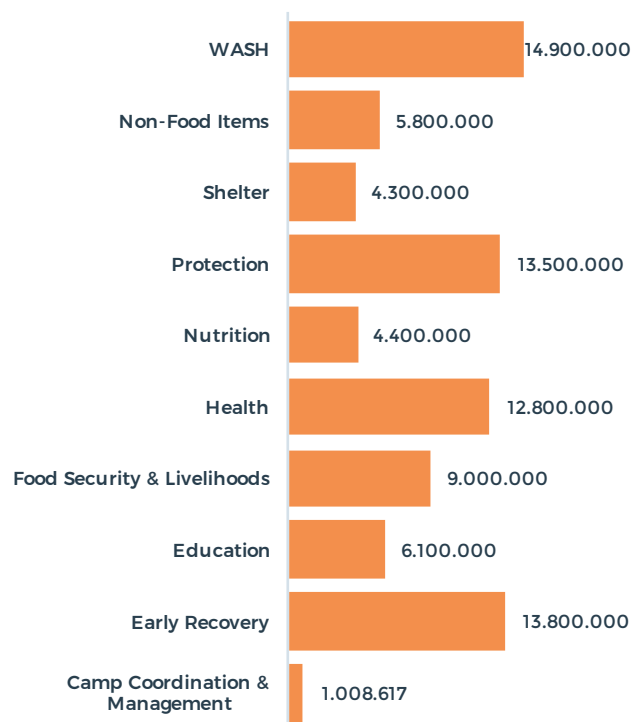 WASH 14.900.000
Non-Food Items 5.800.000
Shelter 4.300.000
Protection 13.500.000
Nutrition 4.400.000
Health 12.800.000
Food Security & Livelihoods 9.000.000
Education 6.100.000
Early Recovery 13.800.000
Camp Coordination &
Management 1.008.617